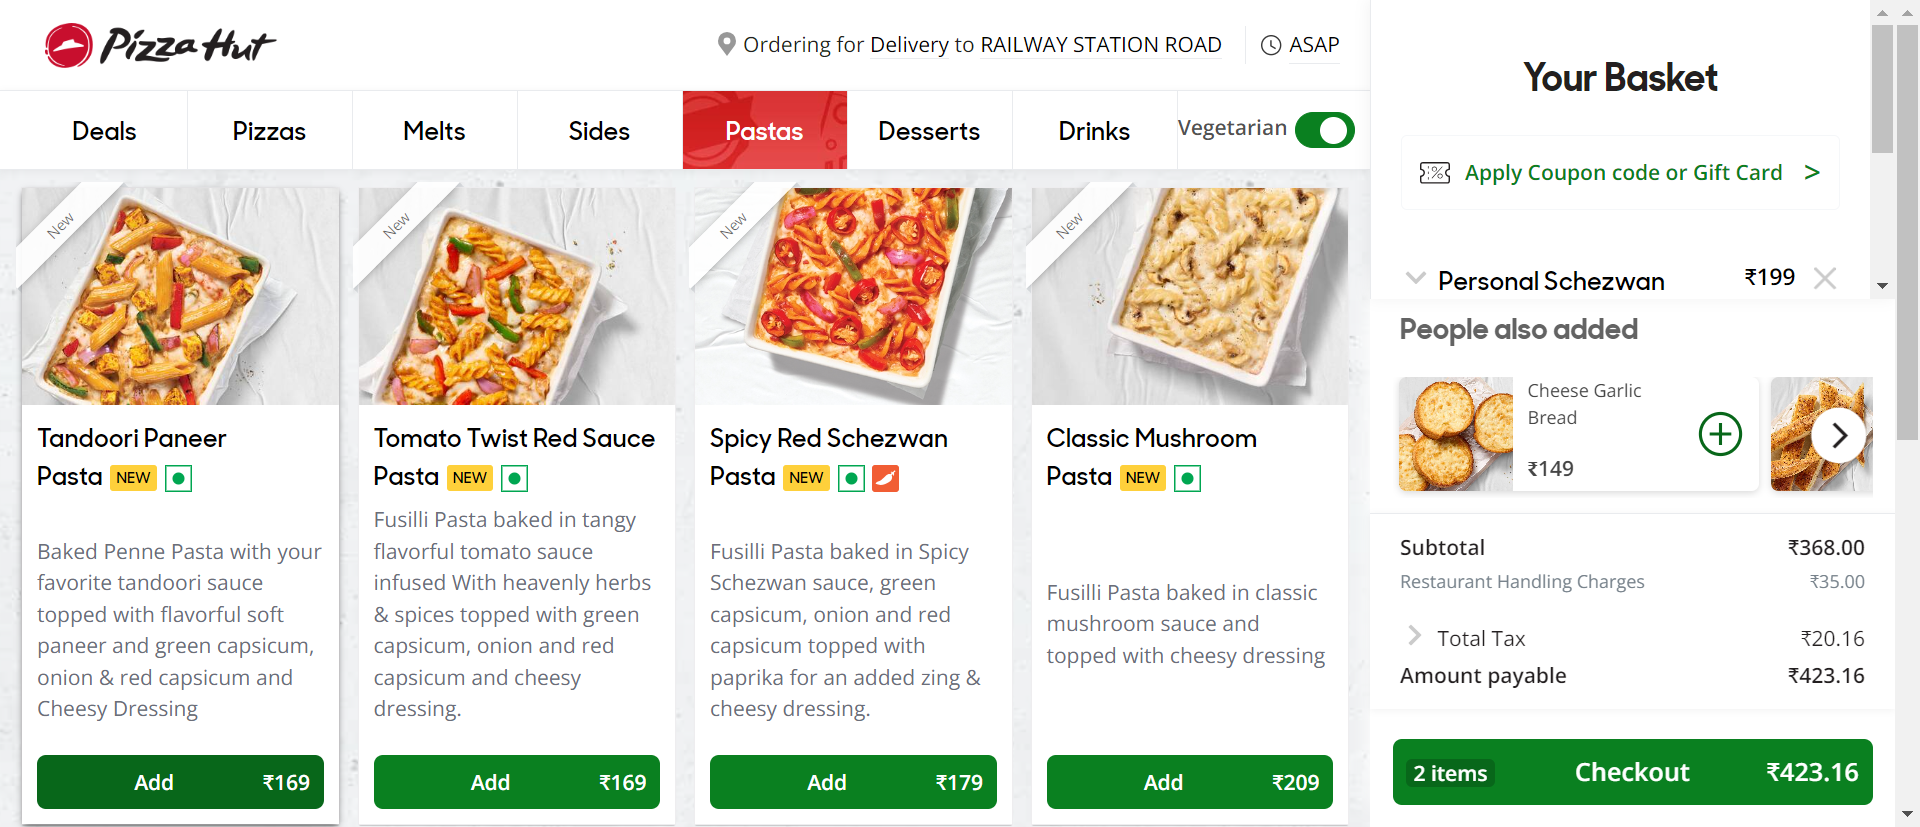 Pizza Hut
Ordering for Delivery to RAILWAY STATION ROAD
ASAP
Deals
Pizzas
Melts
Sides
Pastas
Desserts
Drinks
Vegetarian
New
Tandoori Paneer
Pasta NEW
Baked Penne Pasta with your
favorite tandoori sauce
topped with flavorful soft
paneer and green capsicum,
onion & red capsicum and
Cheesy Dressing
Add ₹169
New
Tomato Twist Red Sauce
Pasta NEW
Fusilli Pasta baked in tangy
flavorful tomato sauce
infused With heavenly herbs
& spices topped with green
capsicum, onion and red
capsicum and cheesy
dressing.
Add ₹169
New
Spicy Red Schezwan
Pasta NEW
Fusilli Pasta baked in Spicy
Schezwan sauce, green
capsicum, onion and red
capsicum topped with
paprika for an added zing &
cheesy dressing.
Add ₹179
New
Classic Mushroom
Pasta NEW
Fusilli Pasta baked in classic
mushroom sauce and
topped with cheesy dressing
Add ₹209
Your Basket
Apply Coupon code or Gift Card >
Personal Schezwan ₹199
People also added
Cheese Garlic
Bread
₹149
Subtotal ₹368.00
Restaurant Handling Charges ₹35.00
Total Tax ₹20.16
Amount payable ₹423.16
2 items Checkout ₹423.16